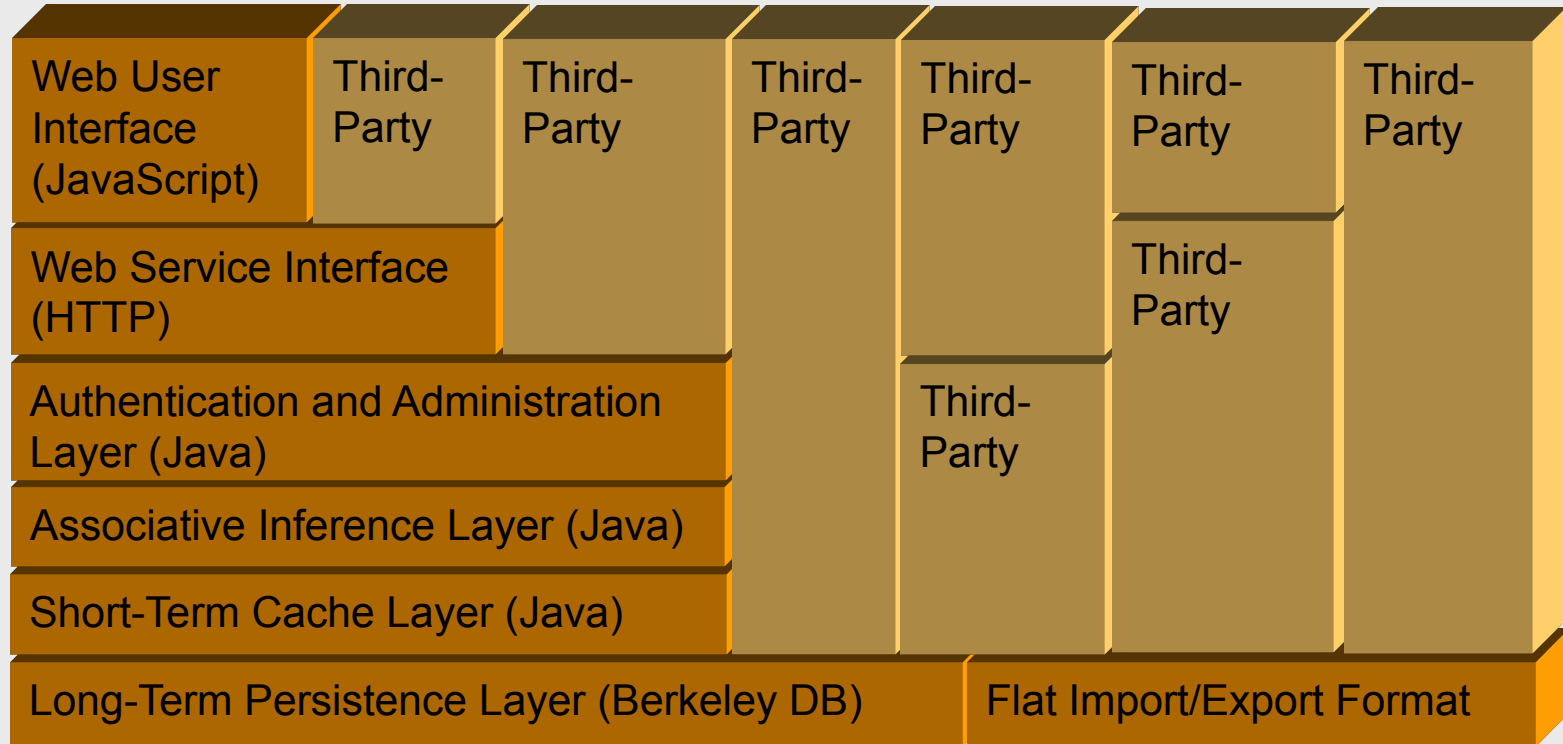 Web User
Interface
(JavaScript)
Third-
Party
Third-
Party
Third-
Party
Third-
Party
Third-
Party
Third-
Party
Web Service Interface
(HTTP)
Third-
Party
Authentication and Administration
Layer (Java)
Third-
Party
Associative Inference Layer (Java)
Short-Term Cache Layer (Java)
Long-Term Persistence Layer (Berkeley DB)
Flat Import/Export Format